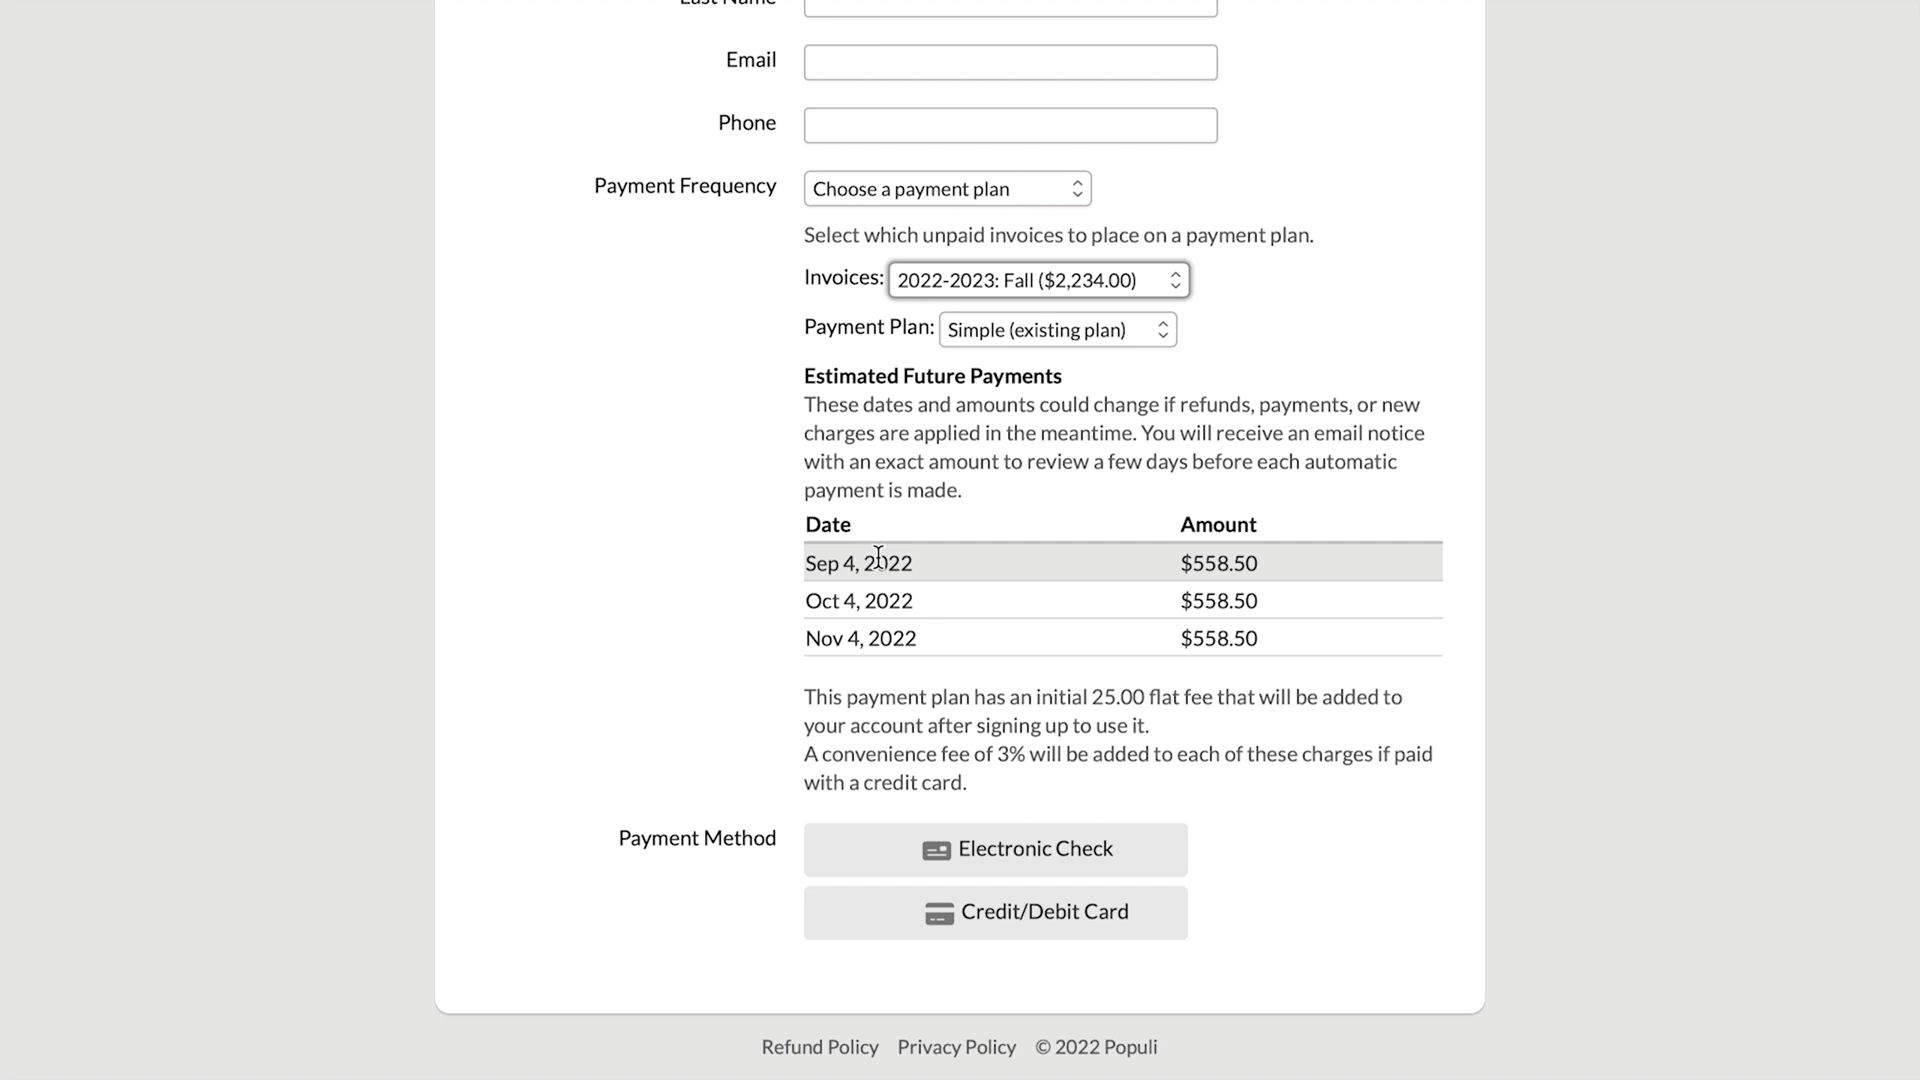 Last Name
Email
Phone
Payment Frequency
Choose a payment plan
Select which unpaid invoices to place on a payment plan.
Invoices: 2022-2023: Fall ($2,234.00)
Payment Plan: Simple (existing plan)
Estimated Future Payments
These dates and amounts could change if refunds, payments, or new
charges are applied in the meantime. You will receive an email notice
with an exact amount to review a few days before each automatic
payment is made.
Date Amount
Sep 4, 2022 $558.50
Oct 4, 2022 $558.50
Nov 4, 2022 $558.50
This payment plan has an initial 25.00 flat fee that will be added to
your account after signing up to use it.
A convenience fee of 3% will be added to each of these charges if paid
with a credit card.
Payment Method
Electronic Check
Credit/Debit Card
Refund Policy Privacy Policy © 2022 Populi